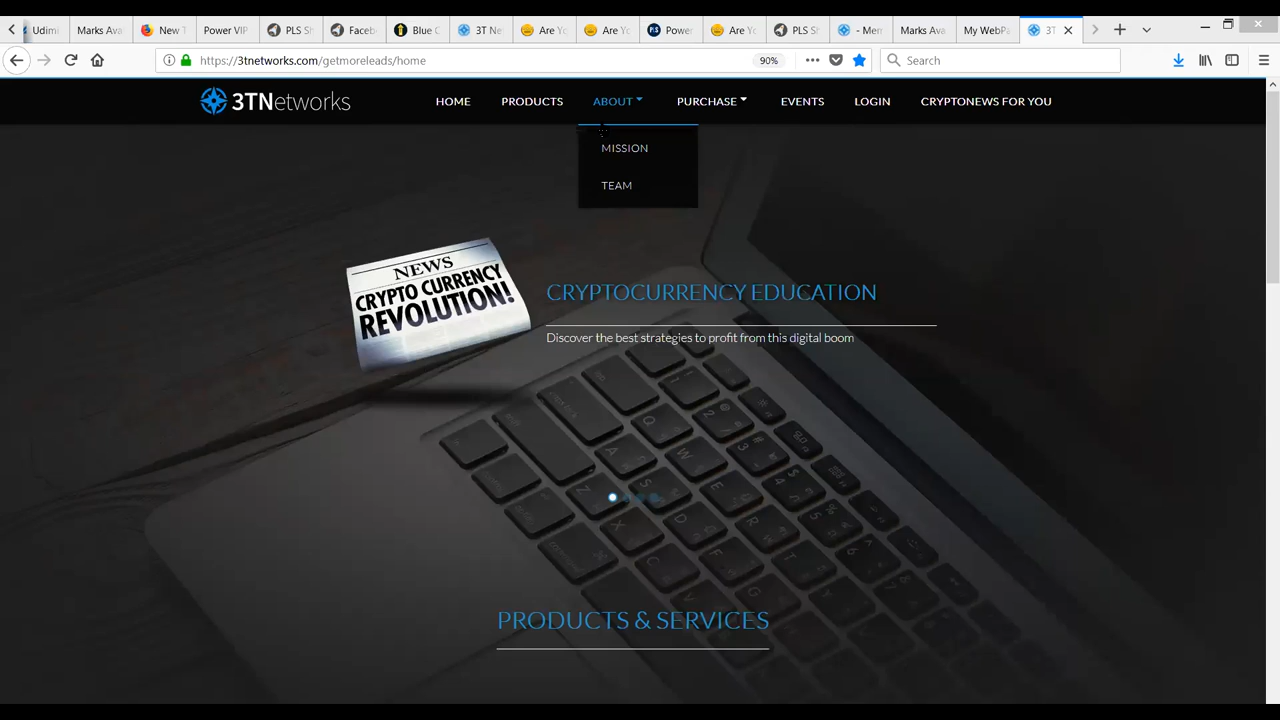 Udimi
Marks Ava
New T
Power VIP
PLS S
Faceb
Blue C
3T Ne
Are Yo
Are Yo
Power
Are Yo
PLS S
- Mem
Marks Ava
My WebPa
3T
https://3tnetworks.com/getmoreleads/home
90%
Search
3TNetworks
HOME
PRODUCTS
ABOUT
PURCHASE
EVENTS
LOGIN
CRYPTONEWS FOR YOU
MISSION
TEAM
NEWS
CRYPTO CURRENCY
REVOLUTION!
CRYPTOCURRENCY EDUCATION
Discover the best strategies to profit from this digital boom
PRODUCTS & SERVICES